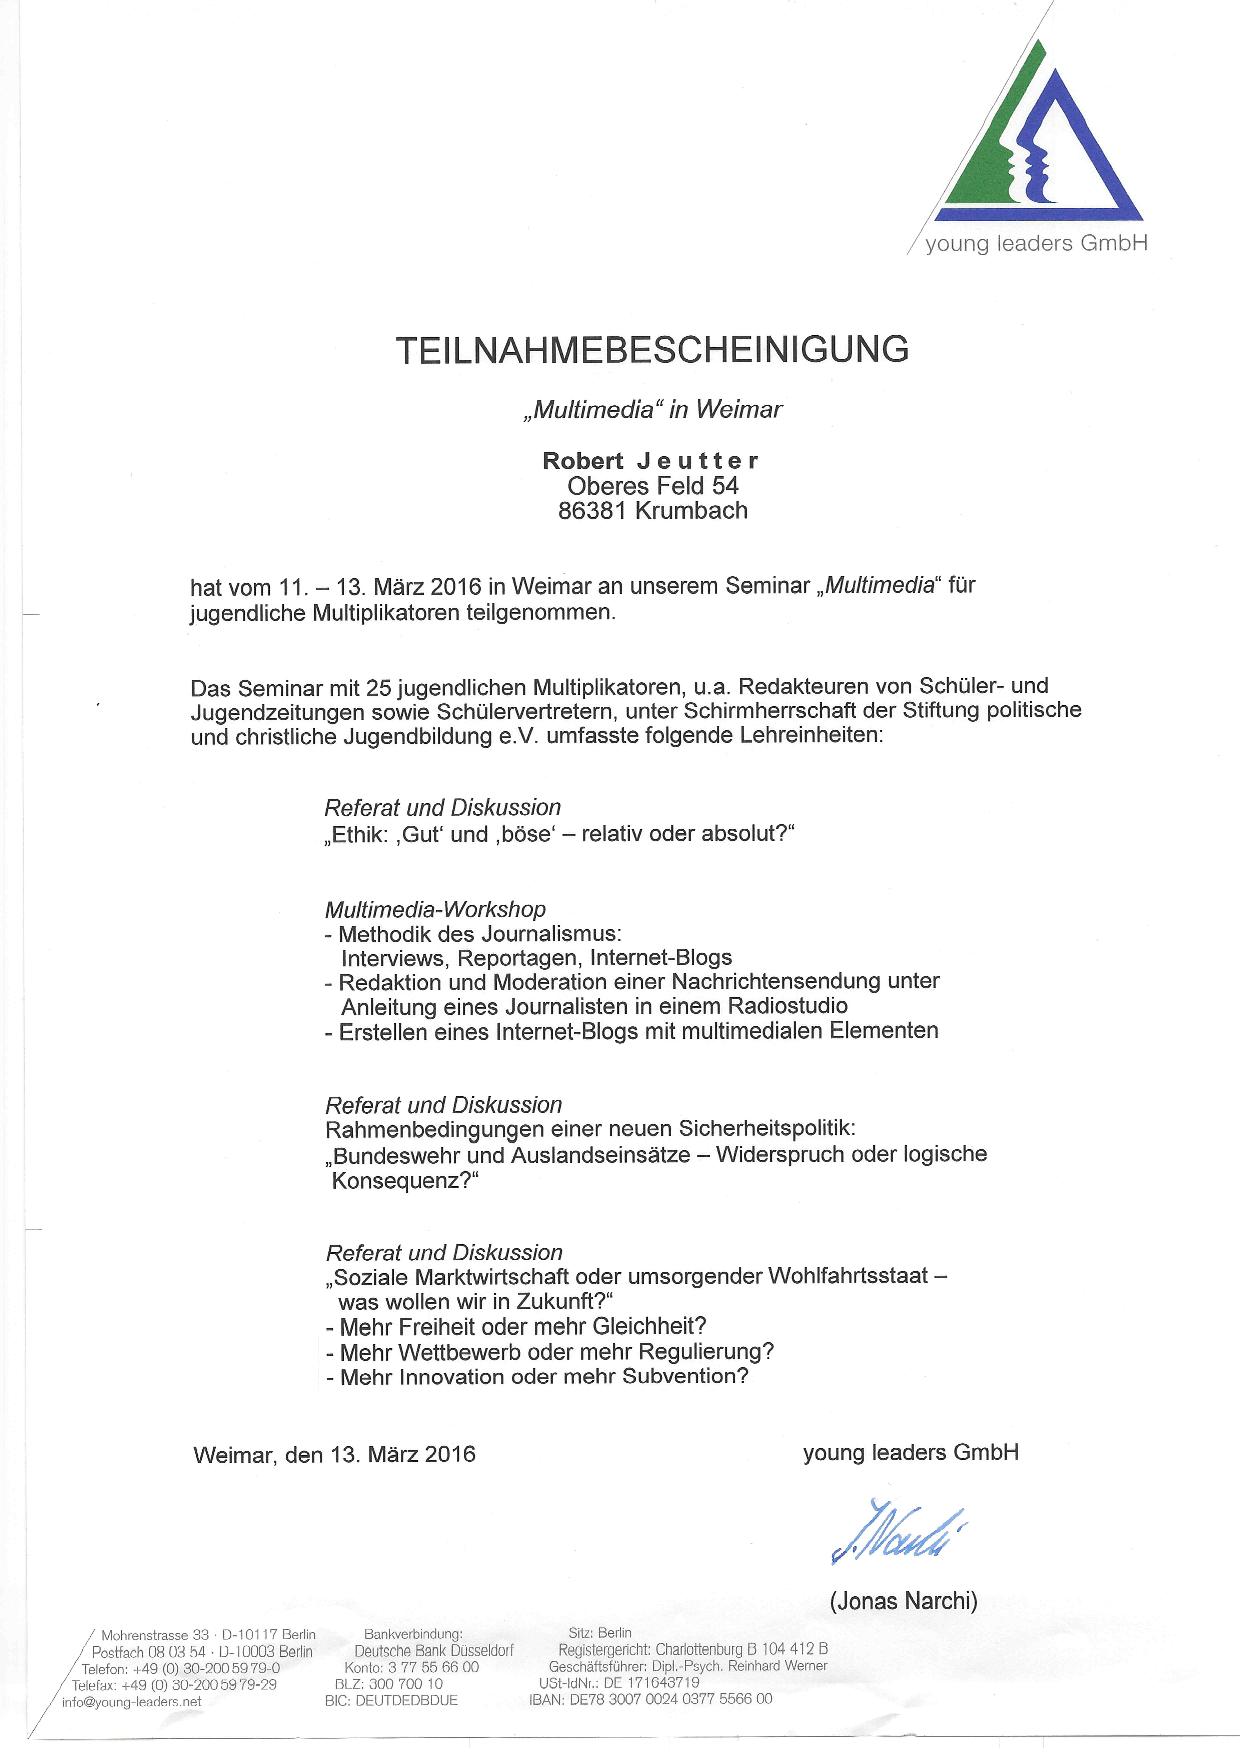 young leaders GmbH
TEILNAHMEBESCHEINIGUNG
„Multimedia“ in Weimar
Robert Jeutter
Oberes Feld 54
86381 Krumbach
hat vom 11. – 13. März 2016 in Weimar an unserem Seminar „Multimedia“ für
jugendliche Multiplikatoren teilgenommen.
Das Seminar mit 25 jugendlichen Multiplikatoren, u.a. Redakteuren von Schüler- und
Jugendzeitungen sowie Schülervertretern, unter Schirmherrschaft der Stiftung politische
und christliche Jugendbildung e.V. umfasste folgende Lehreinheiten:
Referat und Diskussion
„Ethik: ‚Gut‘ und ‚böse‘ – relativ oder absolut?“
Multimedia-Workshop
- Methodik des Journalismus:
Interviews, Reportagen, Internet-Blogs
- Redaktion und Moderation einer Nachrichtensendung unter
Anleitung eines Journalisten in einem Radiostudio
- Erstellen eines Internet-Blogs mit multimedialen Elementen
Referat und Diskussion
Rahmenbedingungen einer neuen Sicherheitspolitik:
„Bundeswehr und Auslandseinsätze – Widerspruch oder logische
Konsequenz?“
Referat und Diskussion
„Soziale Marktwirtschaft oder umsorgender Wohlfahrtsstaat –
was wollen wir in Zukunft?“
- Mehr Freiheit oder mehr Gleichheit?
- Mehr Wettbewerb oder mehr Regulierung?
- Mehr Innovation oder mehr Subvention?
Weimar, den 13. März 2016
young leaders GmbH
J. Narchi
(Jonas Narchi)
Mohrenstrasse 33 · D-10117 Berlin
Postfach 08 03 54 · D-10003 Berlin
Telefon: +49 (0) 30-200 59 79-0
Telefax: +49 (0) 30-200 59 79-29
info@young-leaders.net
Bankverbindung:
Deutsche Bank Düsseldorf
Konto: 3 77 55 66 00
BLZ: 300 700 10
BIC: DEUTDEDBDUE
Sitz: Berlin
Registergericht: Charlottenburg B 104 412 B
Geschäftsführer: Dipl.-Psych. Reinhard Werner
USt-IdNr.: DE 171643719
IBAN: DE78 3007 0024 0377 5566 00